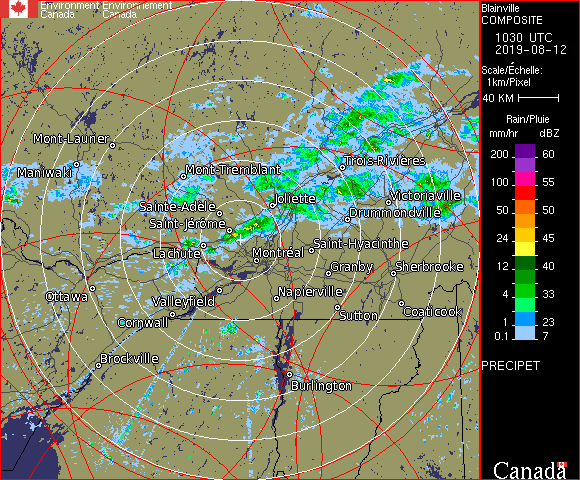 Environment Environnement
Canada Canada
Blainville
COMPOSITE
1030 UTC
2019-08-12
Scale/Échelle:
1km/Pixel
40 KM
Rain/Pluie
mm/hr dBZ
200 60
100 55
50 50
24 45
12 40
4 33
1 23
0.1 7
PRECIPET
Canada
Mont-Laurier
Maniwaki
Mont-Tremblant
Trois-Rivières
Sainte-Adèle
Joliette
Victoriaville
Saint-Jérôme
Drummondville
Lachute
Montréal
Saint-Hyacinthe
Granby
Sherbrooke
Ottawa
Valleyfield
Napierville
Cornwall
Sutton
Coaticook
Brockville
Burlington